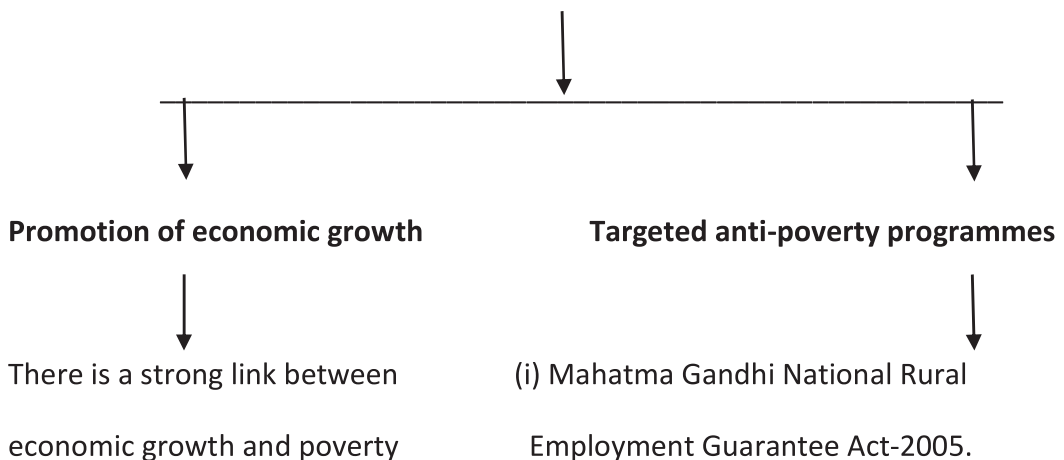 Promotion of economic growth
Targeted anti-poverty programmes
There is a strong link between
economic growth and poverty
(i) Mahatma Gandhi National Rural
Employment Guarantee Act-2005.